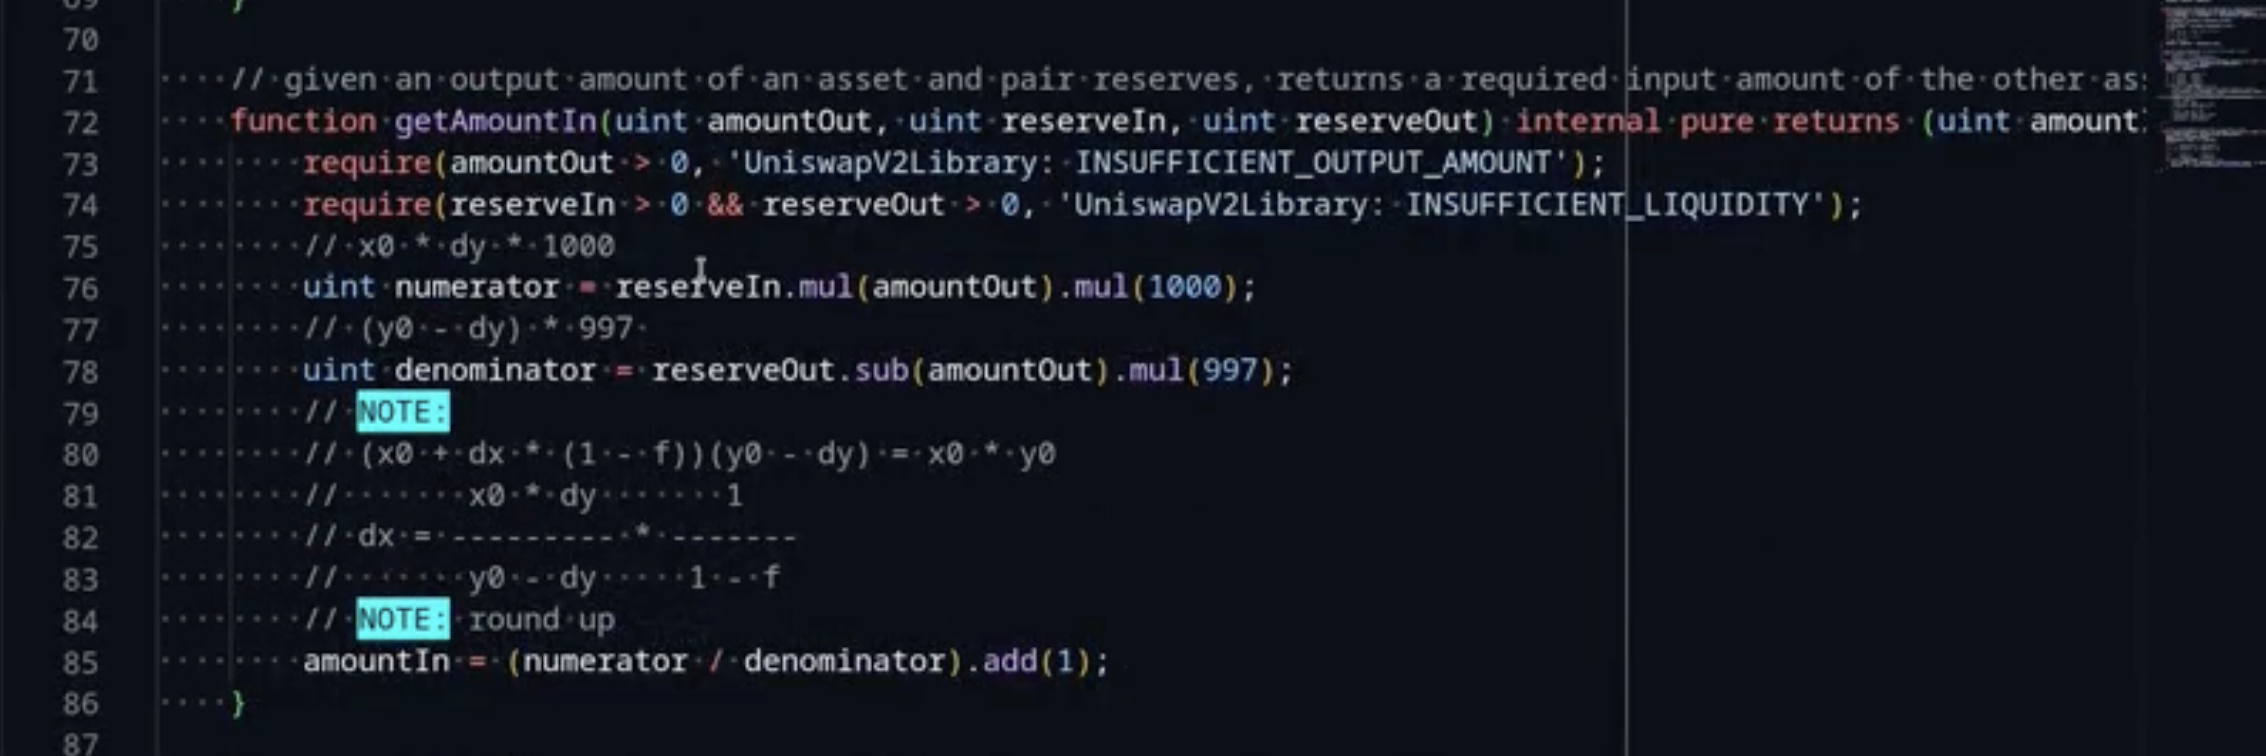 70
71 // given an output amount of an asset and pair reserves, returns a required input amount of the other
72 function getAmountIn(uint amountOut, uint reserveIn, uint reserveOut) internal pure returns (uint amount
73 require(amountOut > 0, 'UniswapV2Library: INSUFFICIENT_OUTPUT_AMOUNT');
74 require(reserveIn > 0 && reserveOut > 0, 'UniswapV2Library: INSUFFICIENT_LIQUIDITY');
75 // x0 * dy * 1000
76 uint numerator = reserveIn.mul(amountOut).mul(1000);
77 // (y0 - dy) * 997
78 uint denominator = reserveOut.sub(amountOut).mul(997);
79 // NOTE:
80 // (x0 + dx * (1 - f))(y0 - dy) = x0 * y0
81 //       x0 * dy       1
82 // dx = --------- * -------
83 //       y0 - dy     1 - f
84 // NOTE: round up
85 amountIn = (numerator / denominator).add(1);
86 }
87